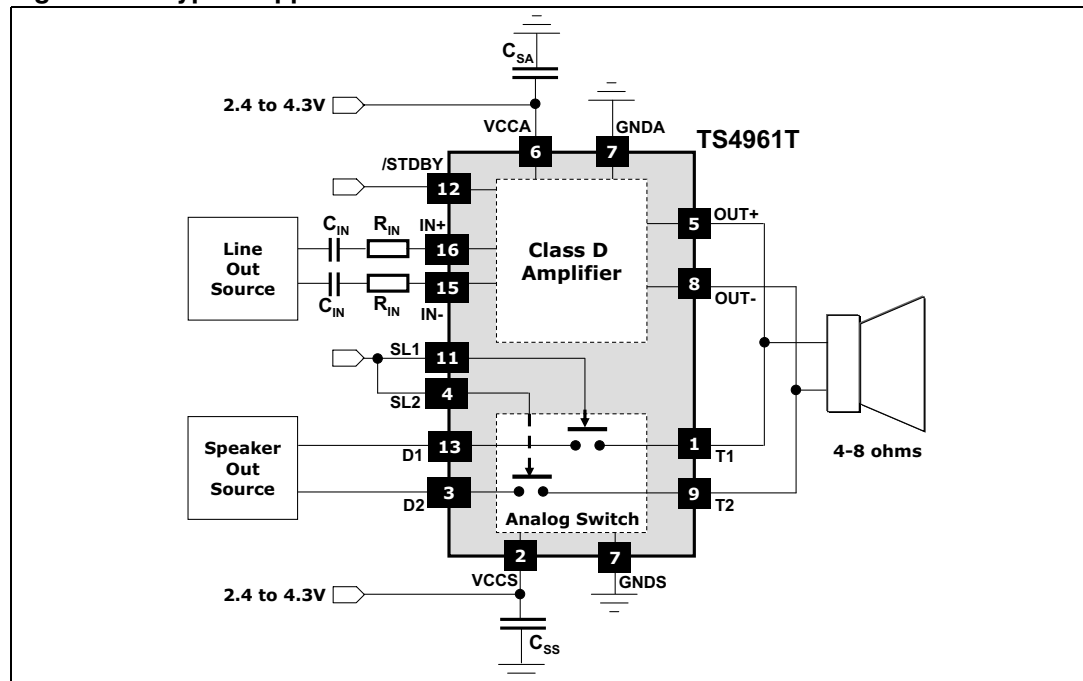 C_SA
2.4 to 4.3V
VCCA
GNDA
TS4961T
6
7
/STDBY
12
Line
Out
Source
C_IN
R_IN
IN+
16
C_IN
R_IN
15
IN-
Class D
Amplifier
5
OUT+
8
OUT-
SL1
11
4
SL2
Speaker
Out
Source
13
D1
3
D2
1
T1
9
T2
4-8 ohms
Analog Switch
2
7
VCCS
GNDS
2.4 to 4.3V
C_SS